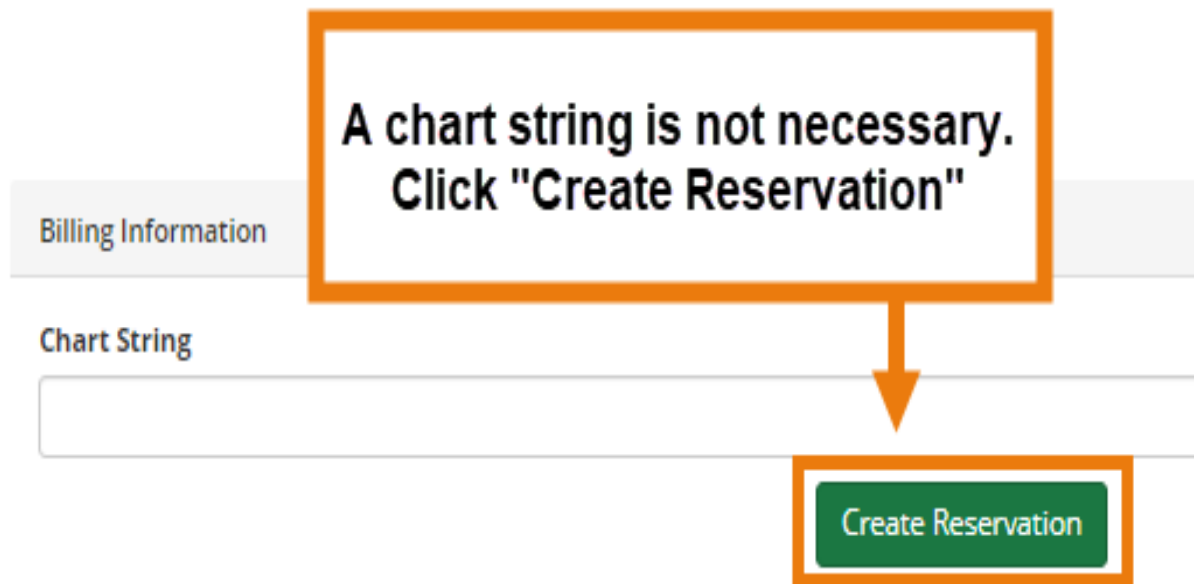 A chart string is not necessary.
Click "Create Reservation"
Billing Information
Chart String
Create Reservation